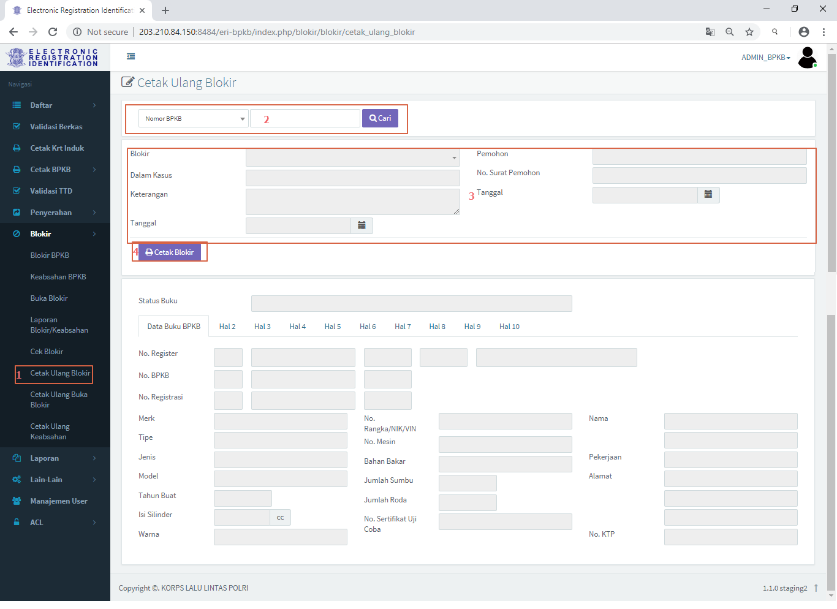 Electronic Registration Identificat
Not secure | 203.210.84.150:8484/eri-bpkb/index.php/blokir/blokir/cetak_ulang_blokir
ELECTRONIC
REGISTRATION
IDENTIFICATION
ADMIN_BPKB
Navigasi
Daftar
Validasi Berkas
Cetak Krt Induk
Cetak BPKB
Validasi TTD
Penyerahan
Blokir
Blokir BPKB
Keabsahan BPKB
Buka Blokir
Laporan
Blokir/Keabsahan
Cek Blokir
1 Cetak Ulang Blokir
Cetak Ulang Buka
Blokir
Cetak Ulang
Keabsahan
Laporan
Lain-Lain
Manajemen User
ACL
Cetak Ulang Blokir
Nomor BPKB 2 Cari
Blokir
Dalam Kasus
Keterangan
Tanggal
Pemohon
No. Surat Pemohon
3 Tanggal
4 Cetak Blokir
Status Buku
Data Buku BPKB Hal 2 Hal 3 Hal 4 Hal 5 Hal 6 Hal 7 Hal 8 Hal 9 Hal 10
No. Register
No. BPKB
No. Registrasi
Merk
Tipe
Jenis
Model
Tahun Buat
Isi Silinder cc
Warna
No.
Rangka/NIK/VIN
No. Mesin
Bahan Bakar
Jumlah Sumbu
Jumlah Roda
No. Sertifikat Uji
Coba
Nama
Pekerjaan
Alamat
No. KTP
Copyright ©. KORPS LALU LINTAS POLRI
1.1.0 staging2